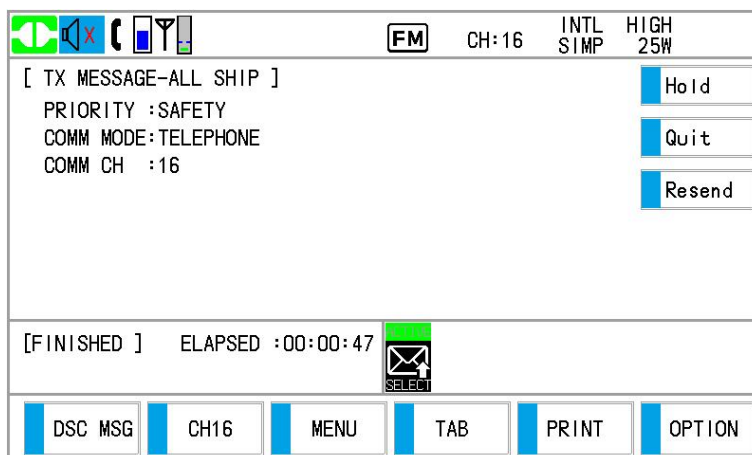 FM CH:16 INTL SIMP HIGH 25W
[ TX MESSAGE-ALL SHIP ]
PRIORITY :SAFETY
COMM MODE:TELEPHONE
COMM CH :16
Hold
Quit
Resend
[FINISHED ] ELAPSED :00:00:47
ACTIVE
SELECT
DSC MSG CH16 MENU TAB PRINT OPTION